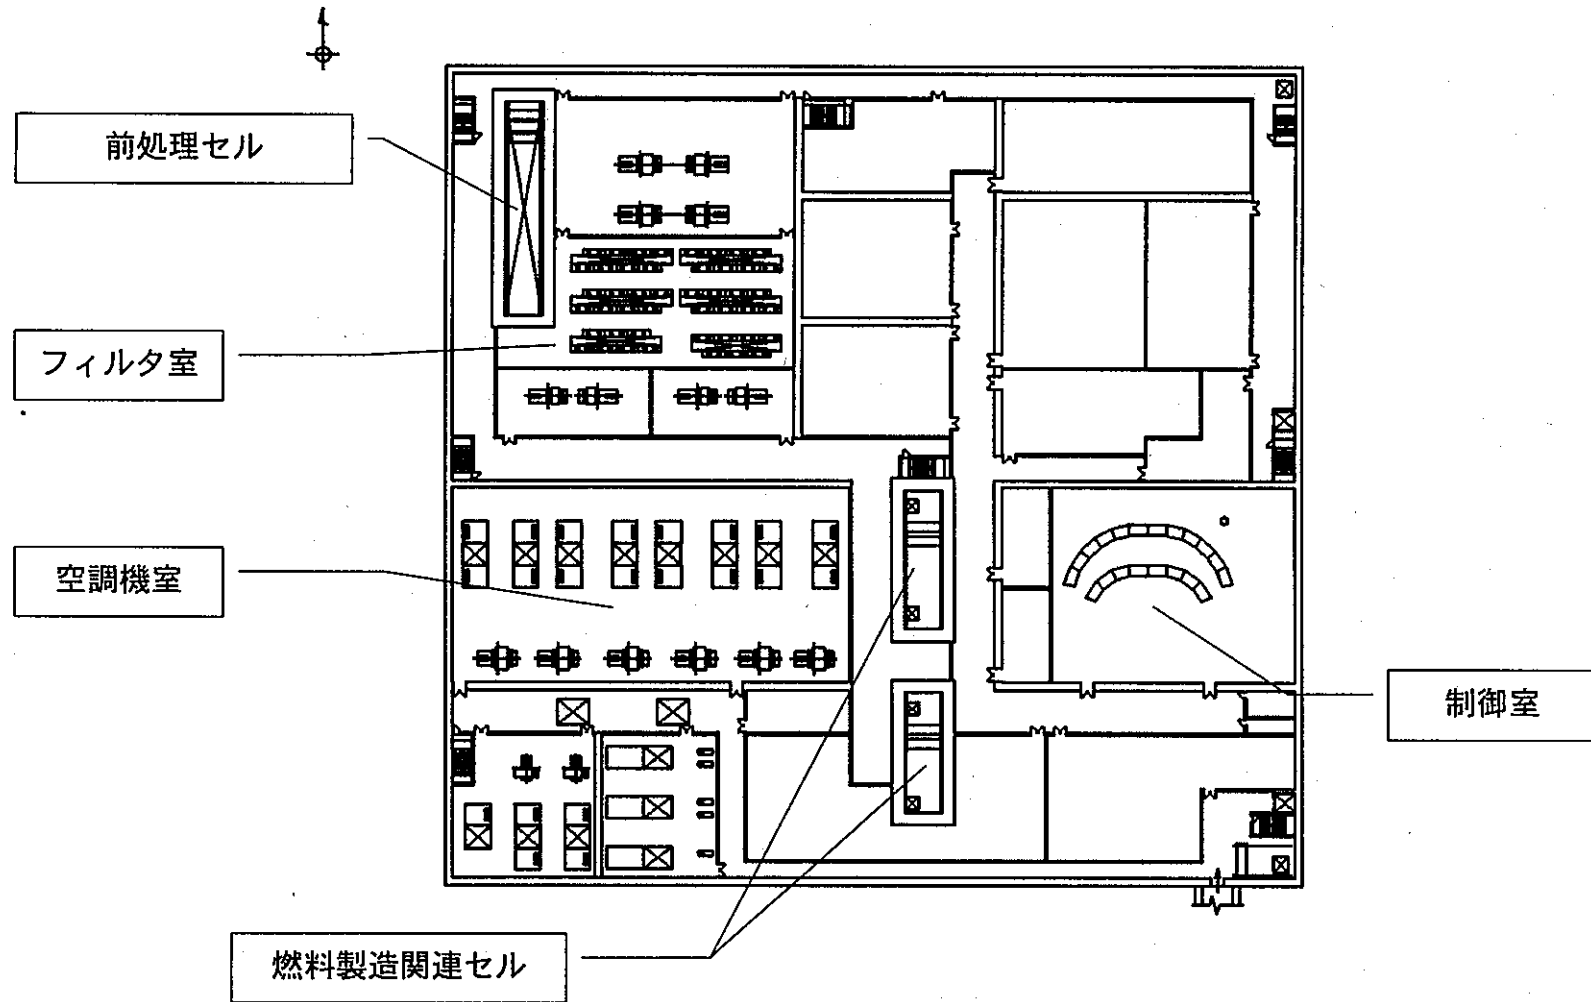 前処理セル
フィルタ室
空調機室
制御室
燃料製造関連セル